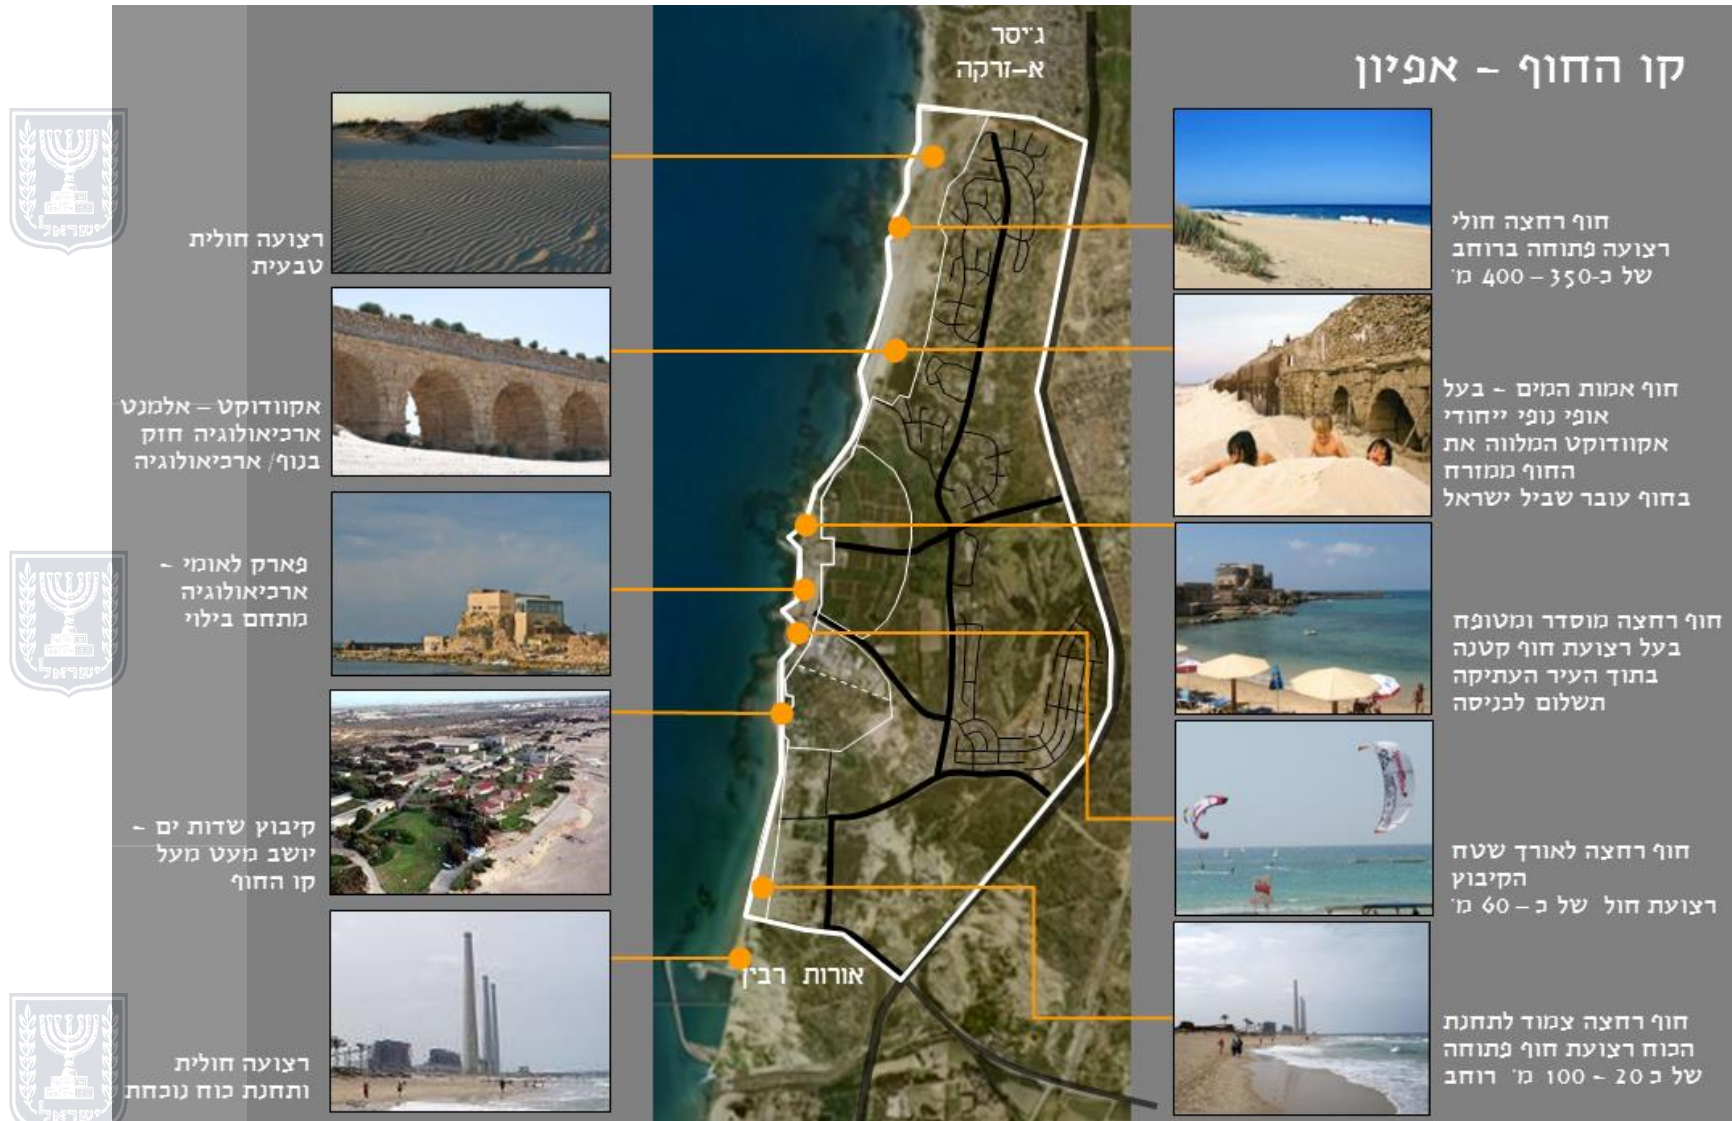 קו החוף - אפיון
ג'יסר
א-זרקה
חוף רחצה חולי
רצועה פתוחה ברוחב
של כ-350 – 400 מ'
חוף אמות המים - בעל
אופי נופי ייחודי
אקוודוקט המלווה את
החוף ממזרח
בחוף עובר שביל ישראל
חוף רחצה מוסדר ומטופח
בעל רצועת חוף קטנה
בתוך העיר העתיקה
תשלום לכניסה
חוף רחצה לאורך שטח
הקיבוץ
רצועת חול של כ – 60 מ'
חוף רחצה צמוד לתחנת
הכוח רצועת חוף פתוחה
של כ 20 - 100 מ' רוחב
רצועה חולית
טבעית
אקוודוקט – אלמנט
ארכיאולוגיה חזק
בנוף/ ארכיאולוגיה
פארק לאומי -
ארכיאולוגיה
מתחם בילוי
קיבוץ שדות ים -
יושב מעט מעל
קו החוף
רצועה חולית
ותחנת כוח נוכחת
אורות רבין
ישראל
ישראל
ישראל